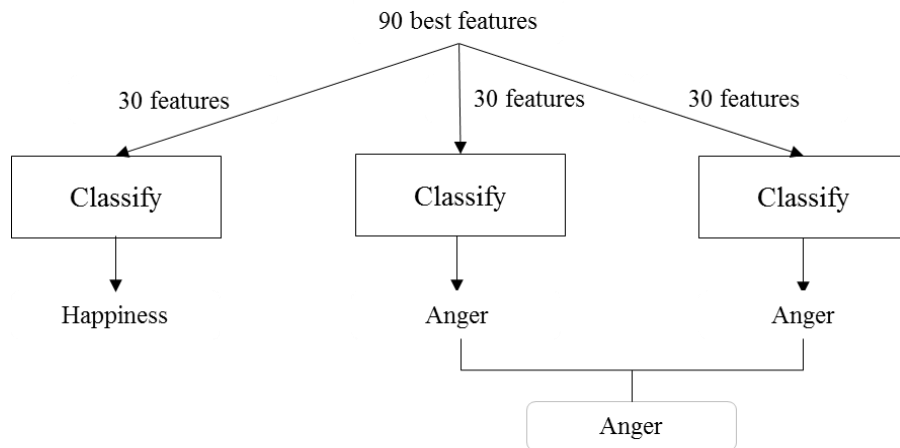 90 best features
30 features
30 features
30 features
Classify
Classify
Classify
Happiness
Anger
Anger
Anger